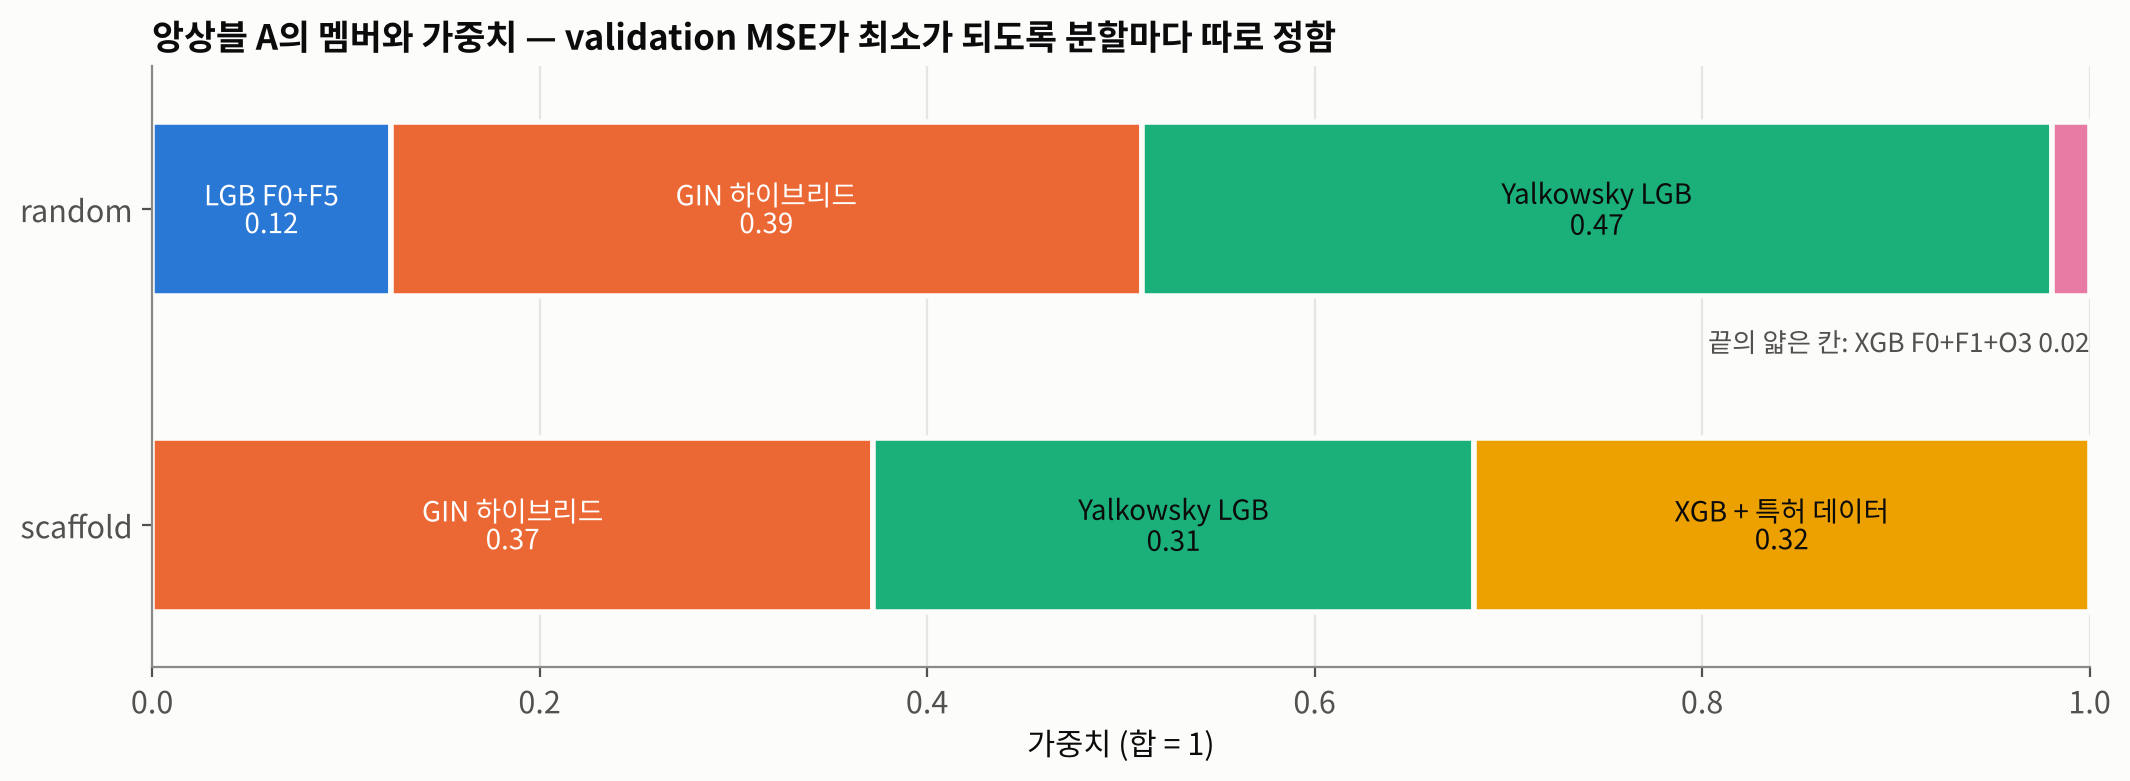 앙상블 A의 멤버와 가중치 — validation MSE가 최소가 되도록 분할마다 따로 정함
random
LGB F0+F5
0.12
GIN 하이브리드
0.39
Yalkowsky LGB
0.47
끝의 얇은 칸: XGB F0+F1+O3 0.02
scaffold
GIN 하이브리드
0.37
Yalkowsky LGB
0.31
XGB + 특허 데이터
0.32
0.0 0.2 0.4 0.6 0.8 1.0
가중치 (합 = 1)